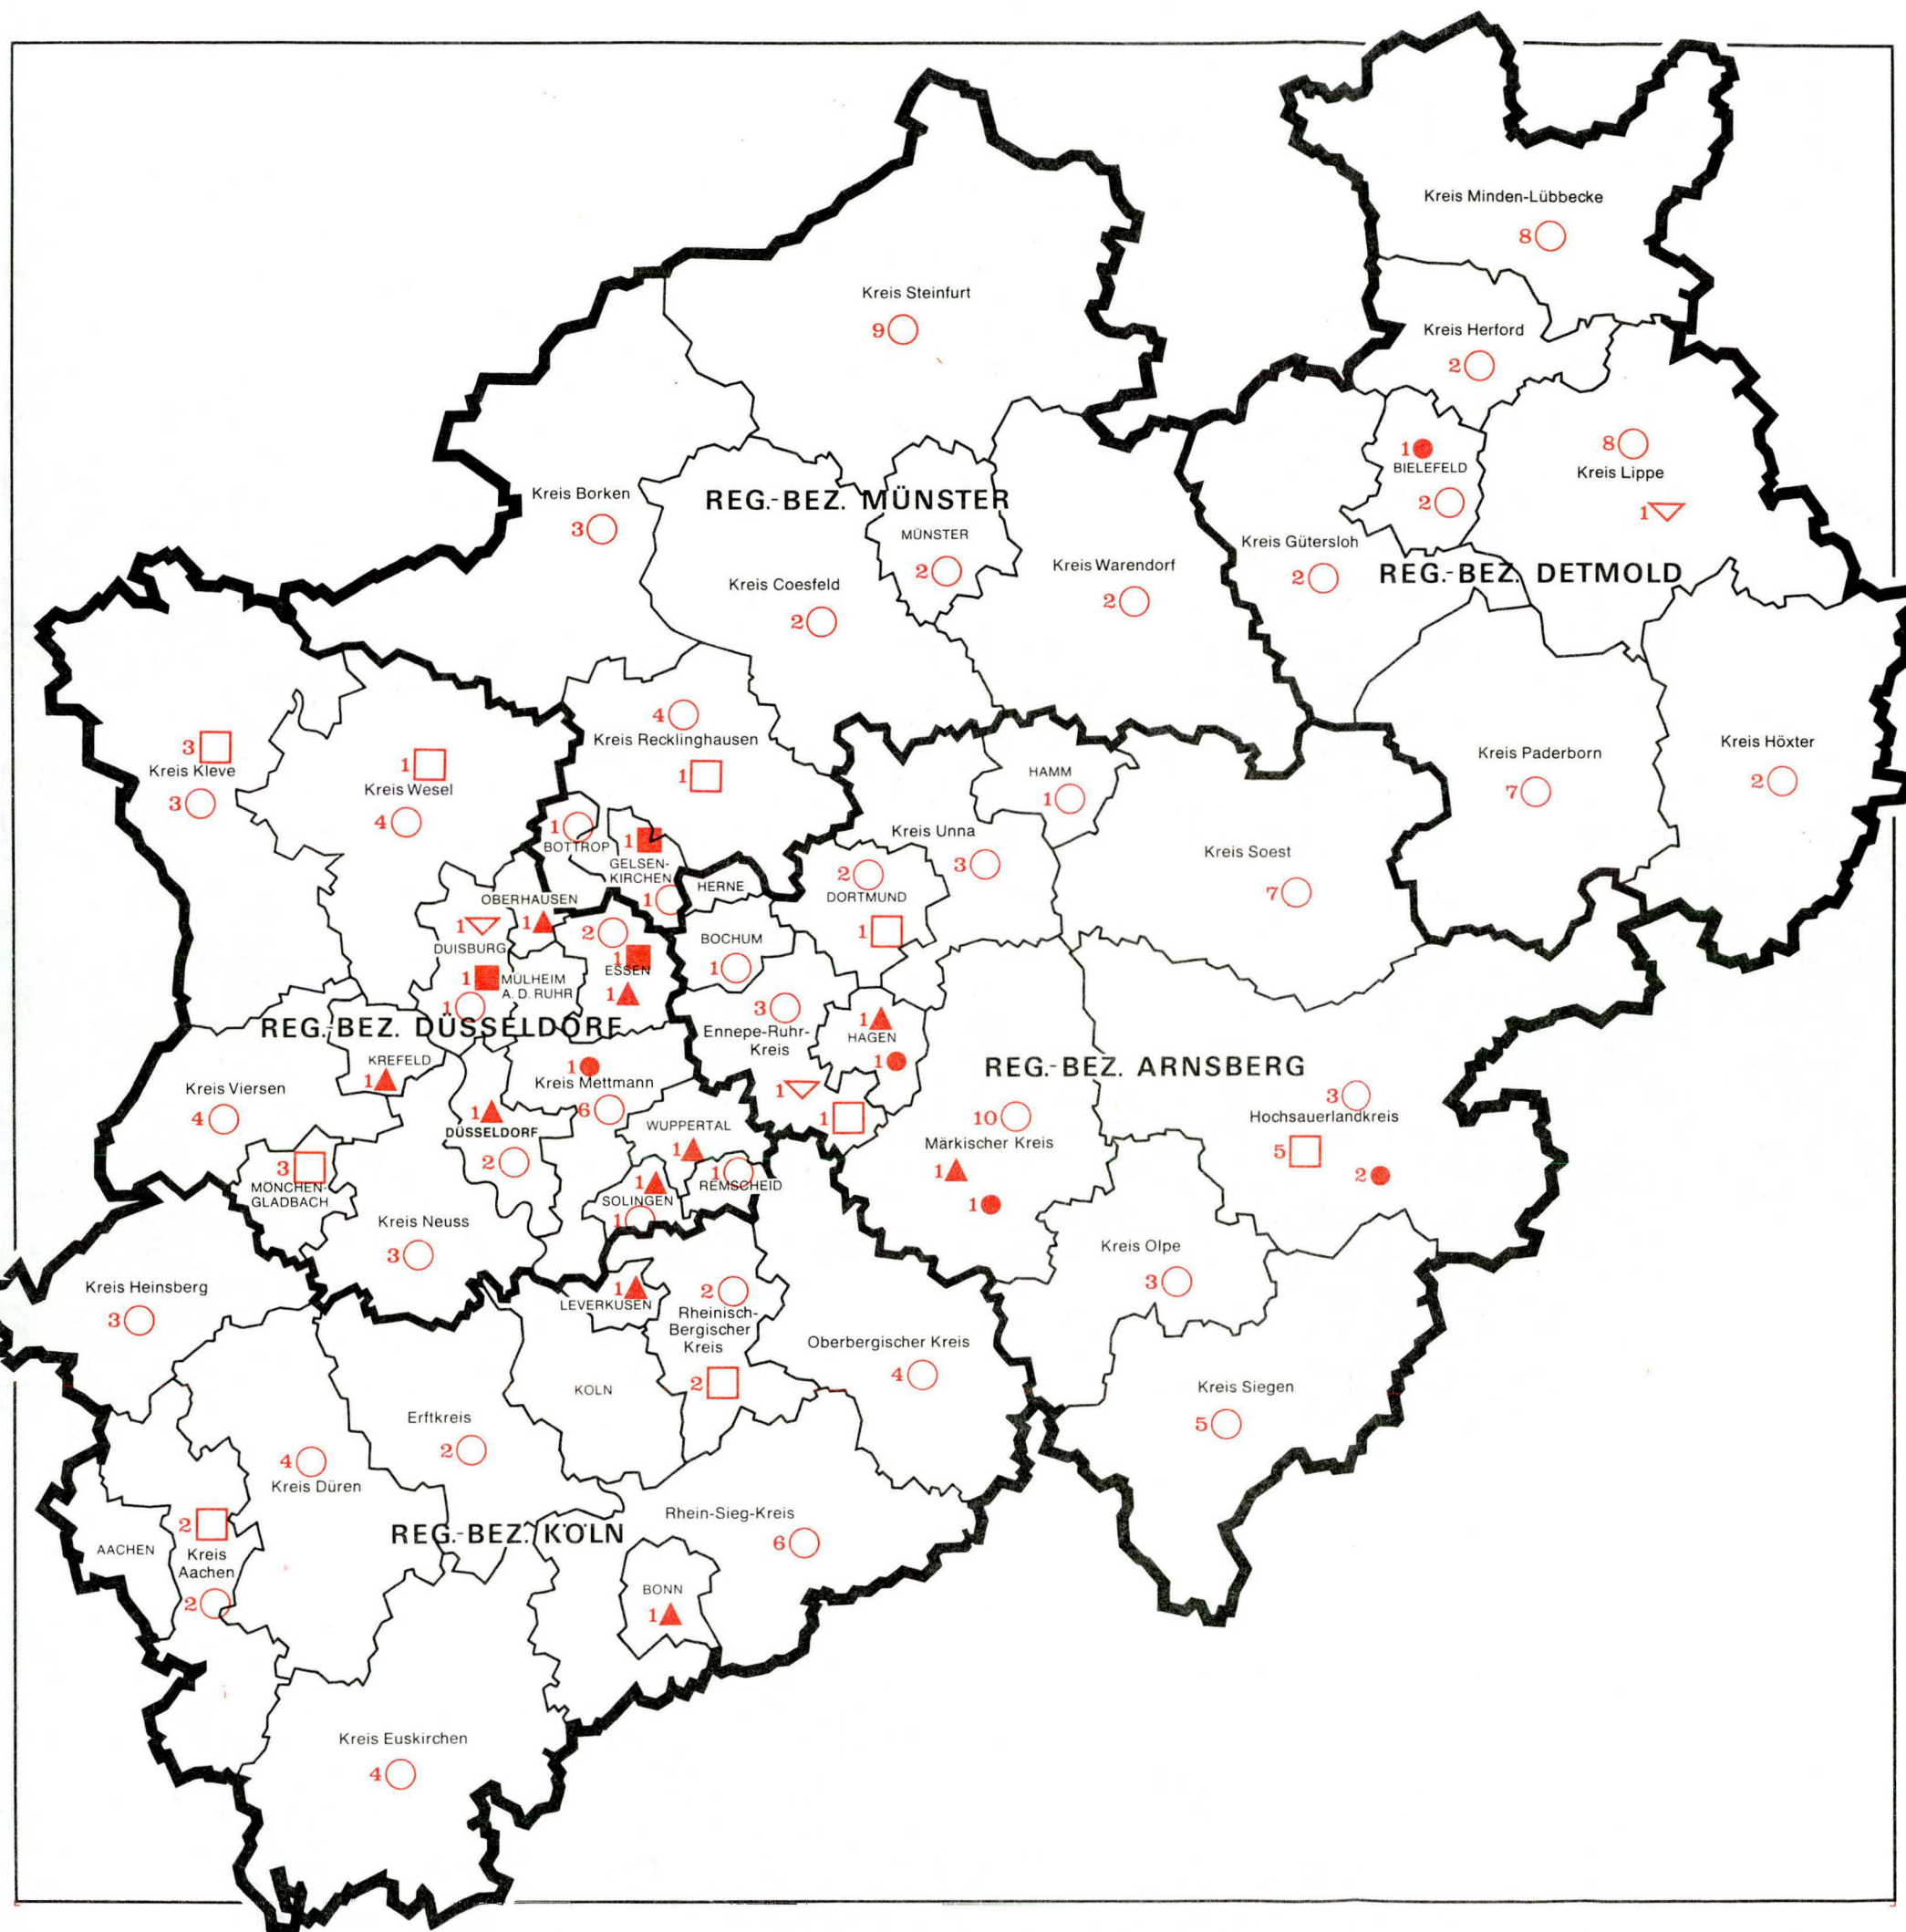 Kreis Minden-Lübbecke
8
Kreis Steinfurt
9
Kreis Herford
2
1
BIELEFELD
2
8
Kreis Lippe
1
Kreis Borken
3
REG.-BEZ. MÜNSTER
MÜNSTER
2
Kreis Coesfeld
2
Kreis Warendorf
2
Kreis Gütersloh
2
REG.-BEZ. DETMOLD
3
Kreis Kleve
3
1
Kreis Wesel
4
4
Kreis Recklinghausen
1
HAMM
1
Kreis Paderborn
7
Kreis Höxter
2
1
BOTTROP
1
GELSEN-
KIRCHEN
1
HERNE
Kreis Unna
3
2
DORTMUND
1
Kreis Soest
7
OBERHAUSEN
1
1
DUISBURG
1
1
MÜLHEIM
A. D. RUHR
2
1
ESSEN
1
BOCHUM
1
REG.-BEZ. DÜSSELDORF
3
Ennepe-Ruhr-
Kreis
1
1
1
HAGEN
1
REG.-BEZ. ARNSBERG
KREFELD
1
Kreis Viersen
4
1
Kreis Mettmann
6
1
DÜSSELDORF
2
WUPPERTAL
1
1
REMSCHEID
1
SOLINGEN
1
10
Märkischer Kreis
1
1
3
Hochsauerlandkreis
5
2
3
MÖNCHEN-
GLADBACH
Kreis Neuss
3
Kreis Olpe
3
Kreis Heinsberg
3
1
LEVERKUSEN
2
Rheinisch-
Bergischer
Kreis
2
Oberbergischer Kreis
4
KÖLN
Kreis Siegen
5
Erftkreis
2
4
Kreis Düren
REG.-BEZ. KÖLN
Rhein-Sieg-Kreis
6
AACHEN
2
Kreis
Aachen
2
BONN
1
Kreis Euskirchen
4